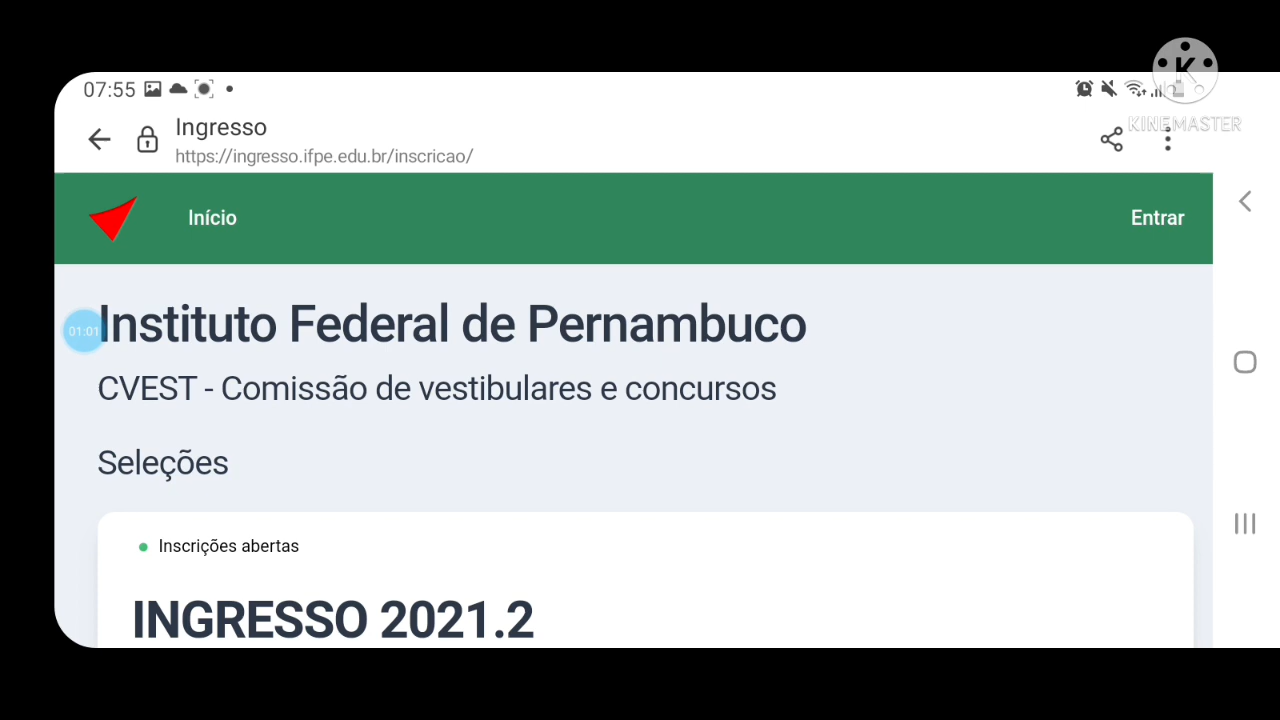 07:55
KINEMASTER
Ingresso
https://ingresso.ifpe.edu.br/inscricao/
Início
Entrar
Instituto Federal de Pernambuco
01:01
CVEST - Comissão de vestibulares e concursos
Seleções
Inscrições abertas
INGRESSO 2021.2